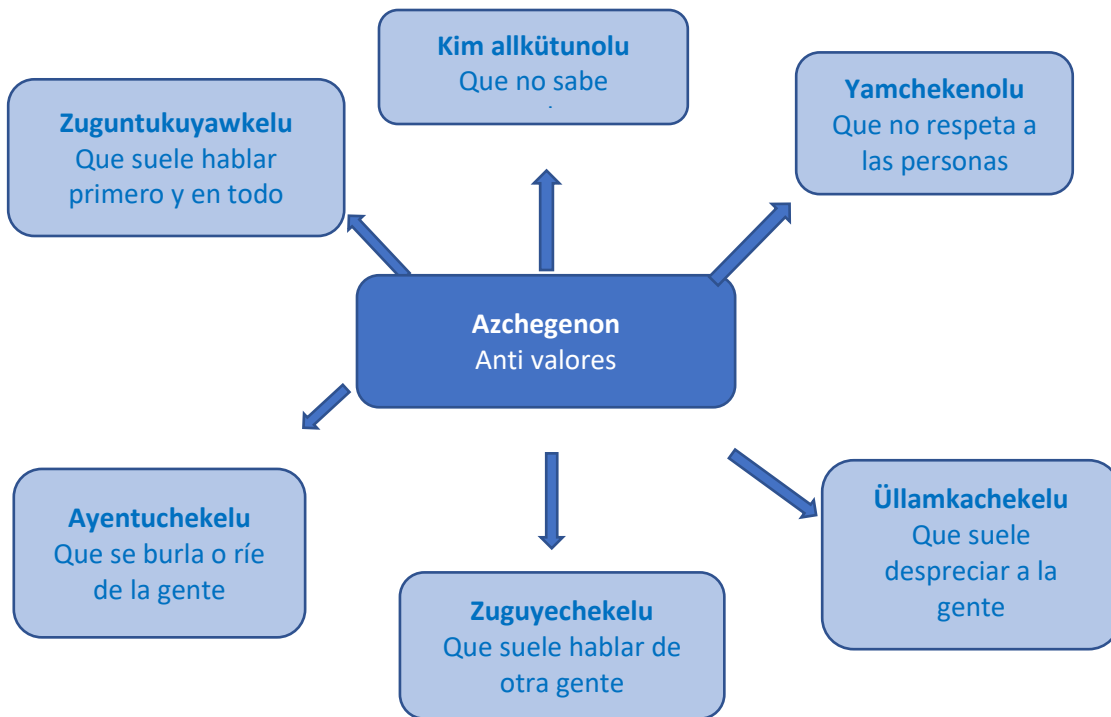 Kim allkütunolu
Que no sabe
Zuguntukuyawkelu
Que suele hablar
primero y en todo
Yamchekenolu
Que no respeta a
las personas
Azchegenon
Anti valores
Ayentuchekelu
Que se burla o ríe
de la gente
Zuguyechekelu
Que suele hablar de
otra gente
Üllamkachekelu
Que suele
despreciar a la
gente